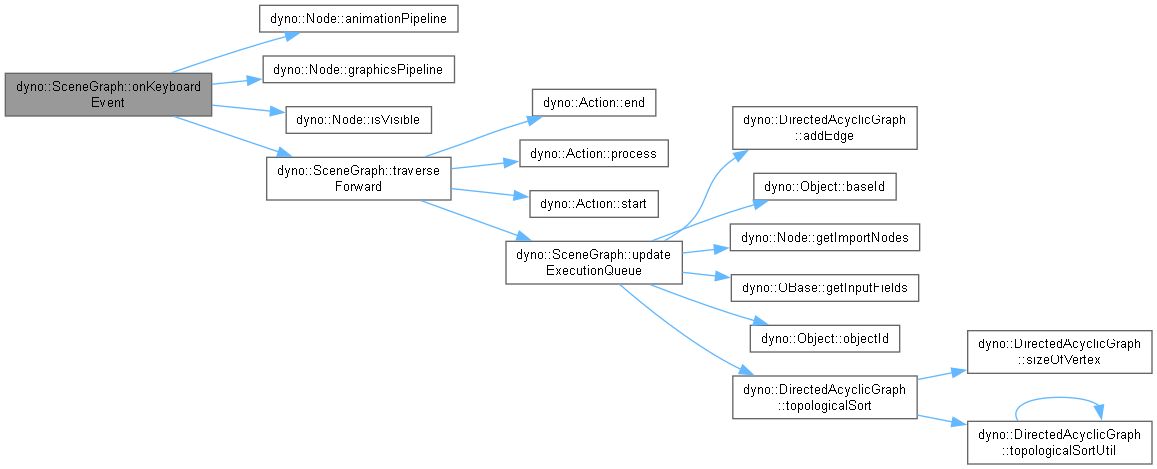 dyno::Node::animationPipeline
dyno::Node::graphicsPipeline
dyno::SceneGraph::onKeyboard
Event
dyno::Node::isVisible
dyno::SceneGraph::traverse
Forward
dyno::Action::end
dyno::Action::process
dyno::Action::start
dyno::SceneGraph::update
ExecutionQueue
dyno::DirectedAcyclicGraph
::addEdge
dyno::Object::baseId
dyno::Node::getImportNodes
dyno::OBase::getInputFields
dyno::Object::objectId
dyno::DirectedAcyclicGraph
::topologicalSort
dyno::DirectedAcyclicGraph
::sizeOfVertex
dyno::DirectedAcyclicGraph
::topologicalSortUtil